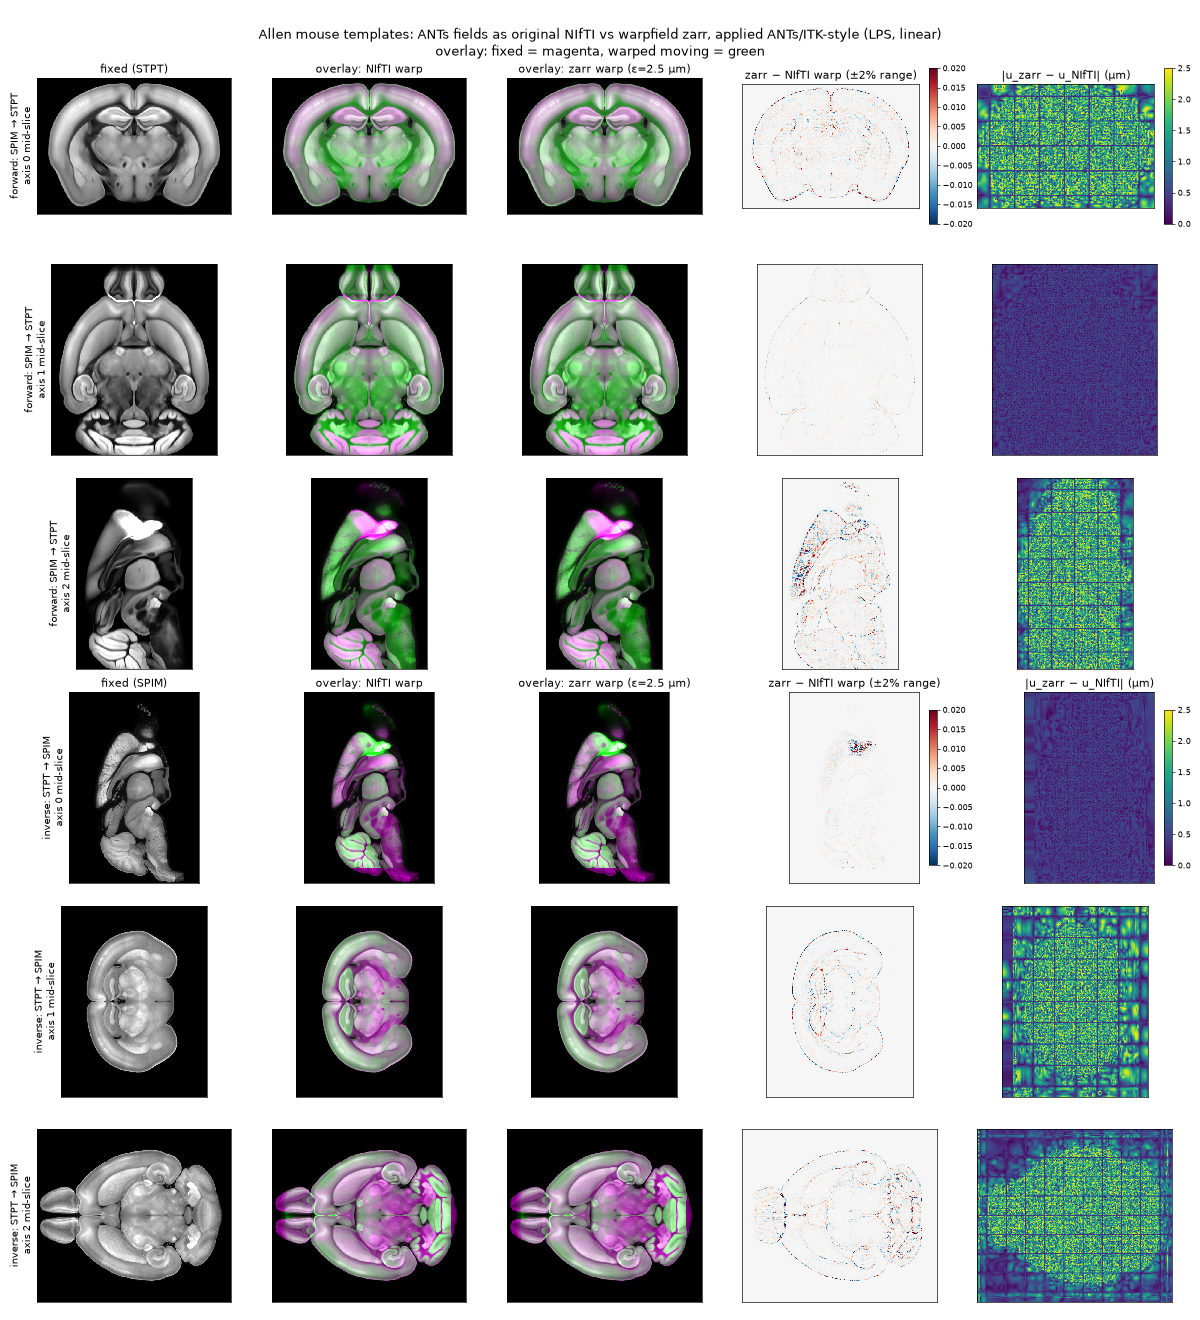 Allen mouse templates: ANTs fields as original NIfTI vs warpfield zarr, applied ANTs/ITK-style (LPS, linear)
overlay: fixed = magenta, warped moving = green
fixed (STPT)
overlay: NIfTI warp
overlay: zarr warp (ε=2.5 μm)
zarr − NIfTI warp (±2% range)
|u_zarr − u_NIfTI| (μm)
forward: SPIM → STPT
axis 0 mid-slice
0.020
0.015
0.010
0.005
0.000
−0.005
−0.010
−0.015
−0.020
2.5
2.0
1.5
1.0
0.5
0.0
forward: SPIM → STPT
axis 1 mid-slice
forward: SPIM → STPT
axis 2 mid-slice
fixed (SPIM)
overlay: NIfTI warp
overlay: zarr warp (ε=2.5 μm)
zarr − NIfTI warp (±2% range)
|u_zarr − u_NIfTI| (μm)
inverse: STPT → SPIM
axis 0 mid-slice
0.020
0.015
0.010
0.005
0.000
−0.005
−0.010
−0.015
−0.020
2.5
2.0
1.5
1.0
0.5
0.0
inverse: STPT → SPIM
axis 1 mid-slice
inverse: STPT → SPIM
axis 2 mid-slice